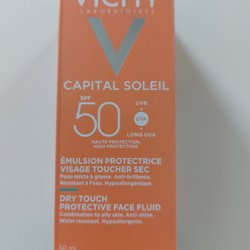 VICHY
LABORATOIRES
CAPITAL SOLEIL
SPF
50
UVB
+
UVA
+
LONG UVA
HAUTE PROTECTION.
HIGH PROTECTION.
ÉMULSION PROTECTRICE
VISAGE TOUCHER SEC
Peau mixte à grasse. Anti-brillance.
Résistant à l'eau. Hypoallergénique.
DRY TOUCH
PROTECTIVE FACE FLUID
Combination to oily skin. Anti-shine.
Water resistant. Hypoallergenic.
50 ml